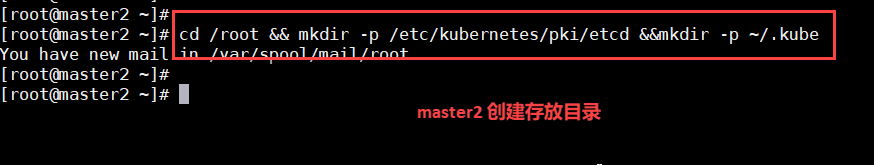 [root@master2 ~]#
[root@master2 ~]# cd /root && mkdir -p /etc/kubernetes/pki/etcd &&mkdir -p ~/.kube
You have new mail in /var/spool/mail/root
[root@master2 ~]#
[root@master2 ~]#
master2 创建存放目录